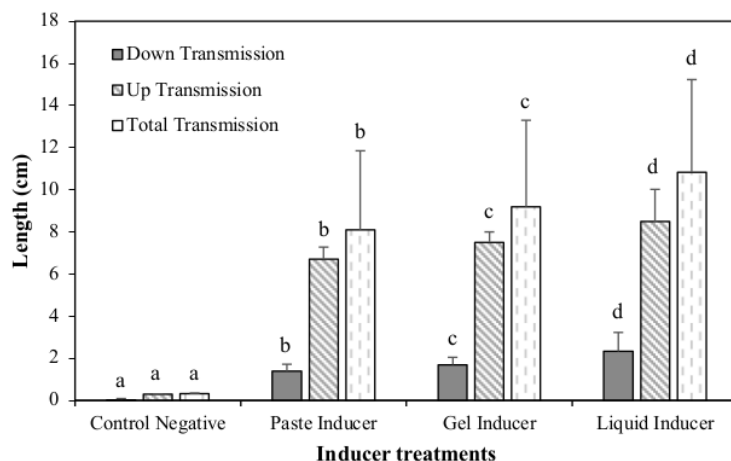 18
16
14
12
10
8
6
4
2
0
Length (cm)
Down Transmission
Up Transmission
Total Transmission
a a a
b b b
c c c
d d d
Control Negative Paste Inducer Gel Inducer Liquid Inducer
Inducer treatments